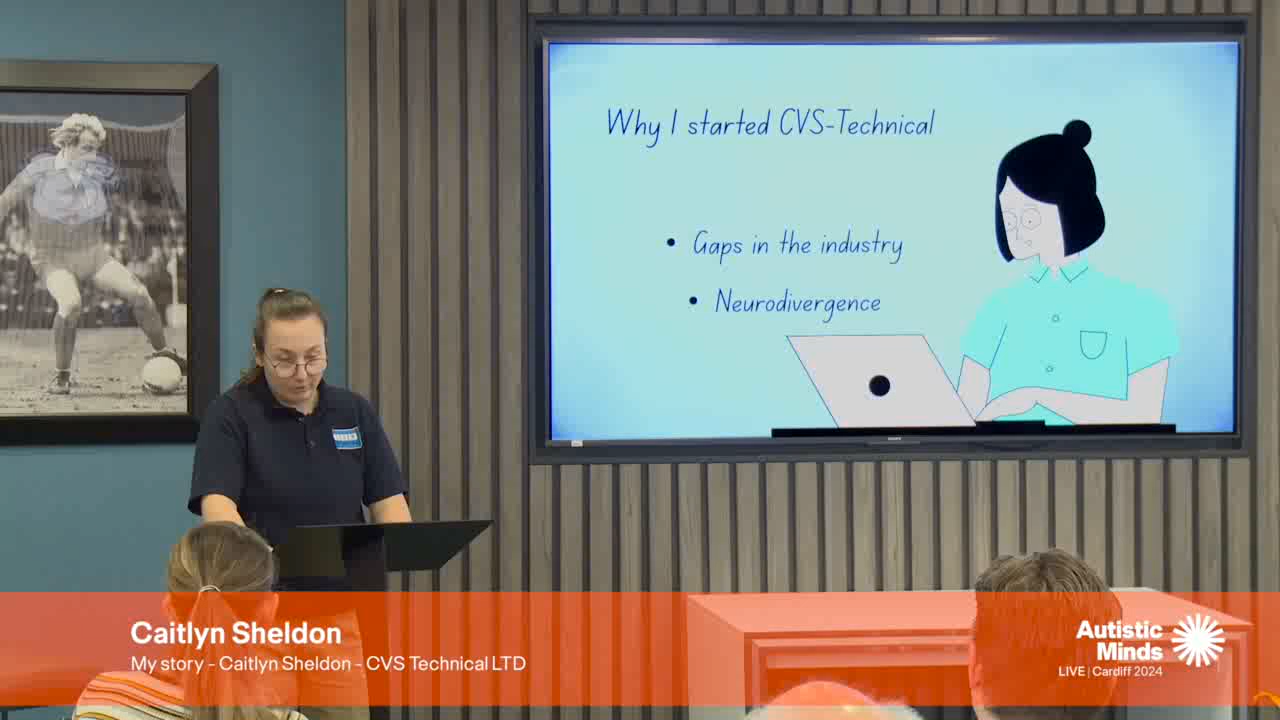 Why I started CVS-Technical
• Gaps in the industry
• Neurodivergence
Caitlyn Sheldon
My story - Caitlyn Sheldon - CVS Technical LTD
Autistic
Minds
LIVE | Cardiff 2024